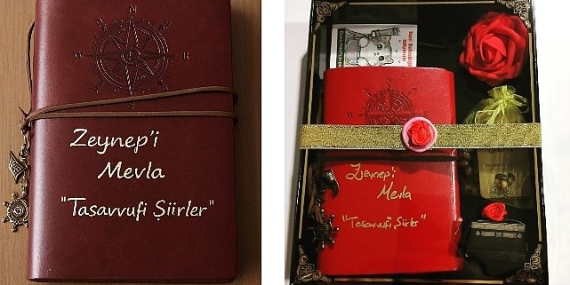 Zeynep'i
Mevla
"Tasavvufi Şiirler"
Zeynep'i
Mevla
"Tasavvufi Şiirler"